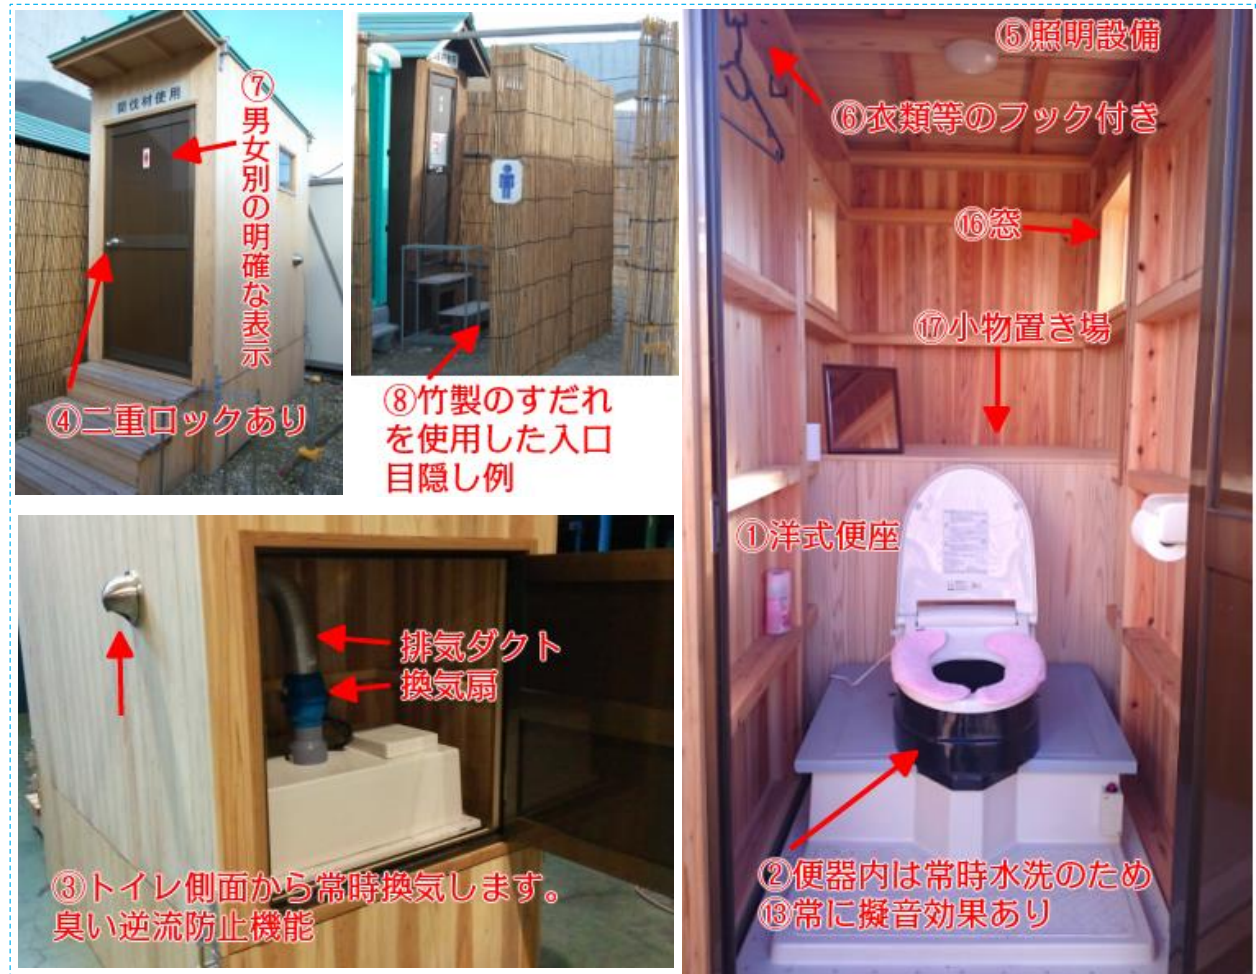 間伐材使用
⑦男女別の明確な表示
④二重ロックあり
⑧竹製のすだれ
を使用した入口
目隠し例
⑤照明設備
⑥衣類等のフック付き
⑯窓
⑰小物置き場
①洋式便座
②便器内は常時水洗のため
⑬常に擬音効果あり
排気ダクト
換気扇
③トイレ側面から常時換気します。
臭い逆流防止機能